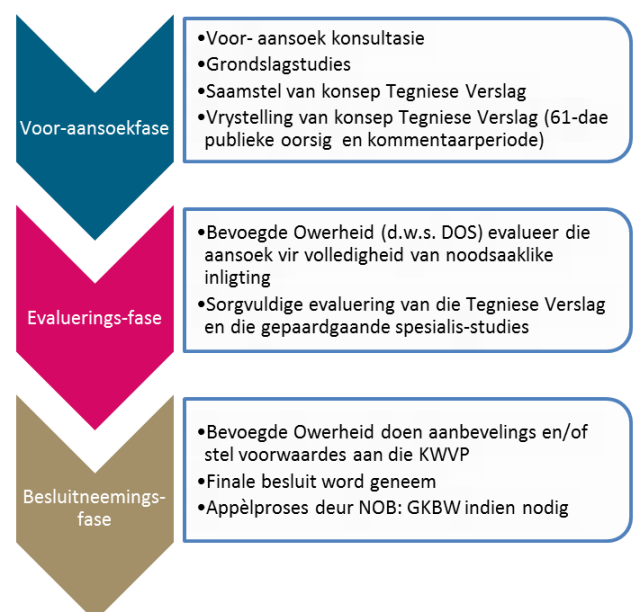 Voor-aansoekfase
•Voor- aansoek konsultasie
•Grondslagstudies
•Saamstel van konsep Tegniese Verslag
•Vrystelling van konsep Tegniese Verslag (61-dae
publieke oorsig en kommentaarperiode)
Evaluerings-fase
•Bevoegde Owerheid (d.w.s. DOS) evalueer die
aansoek vir volledigheid van noodsaaklike
inligting
•Sorgvuldige evaluering van die Tegniese Verslag
en die gepaardgaande spesialis-studies
Besluitneemings-
fase
•Bevoegde Owerheid doen aanbevelings en/of
stel voorwaardes aan die KWVP
•Finale besluit word geneem
•Appèlproses deur NOB: GKBW indien nodig